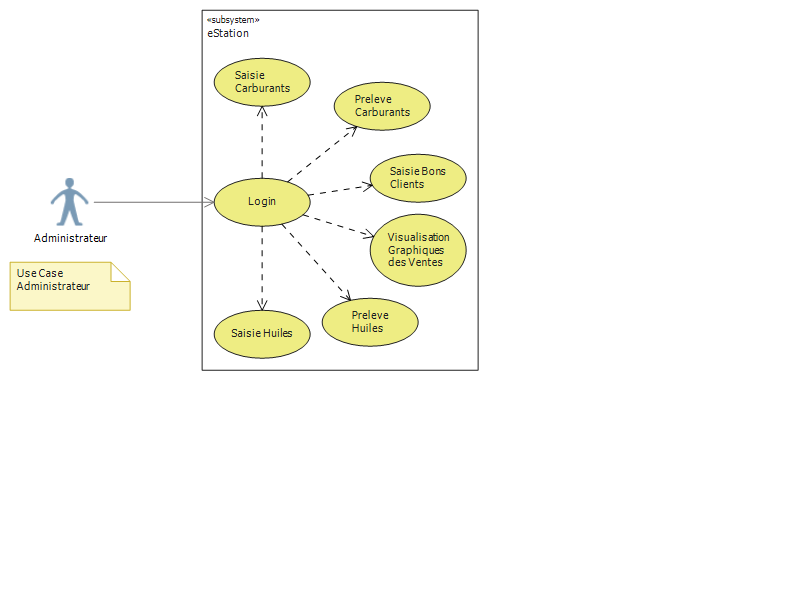 «subsystem»
eStation
Saisie
Carburants
Preleve
Carburants
Saisie Bons
Clients
Login
Visualisation
Graphiques
des Ventes
Administrateur
Use Case
Administrateur
Preleve
Huiles
Saisie Huiles